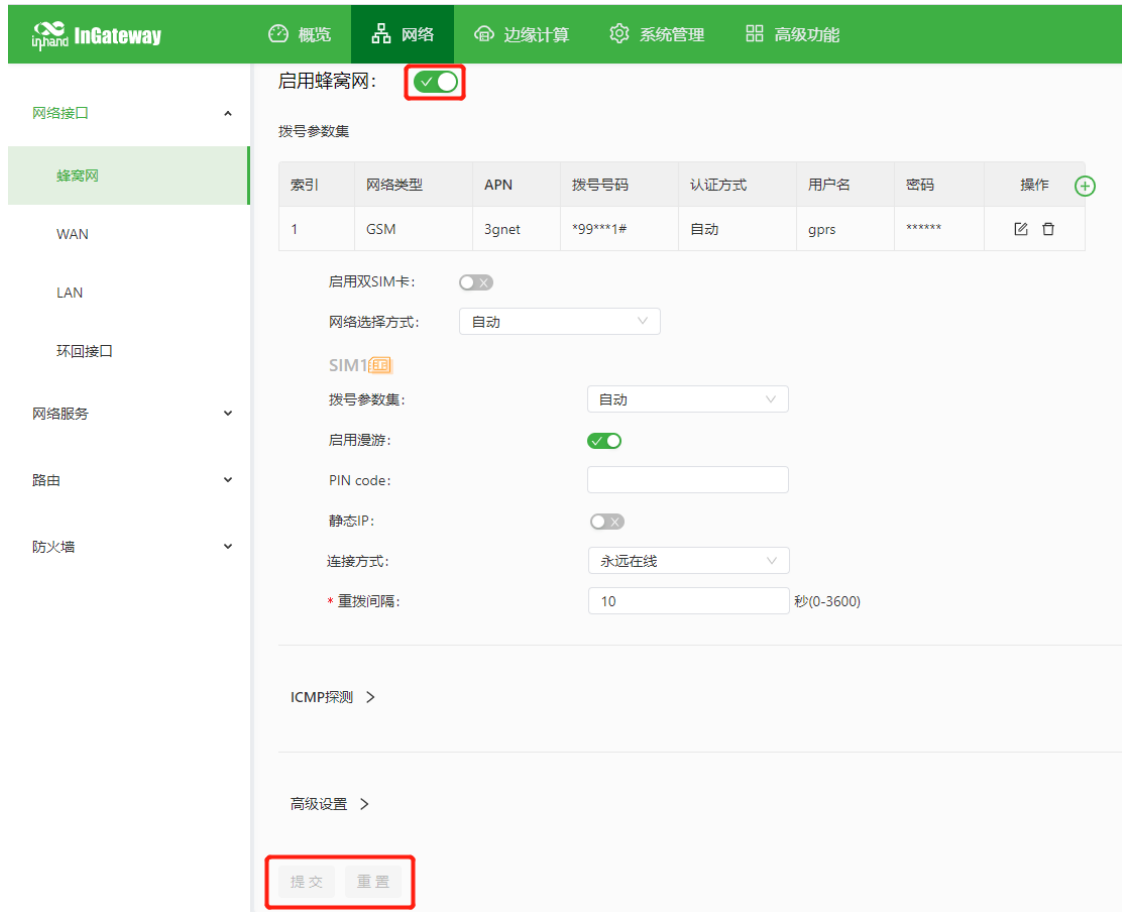 inhand InGateway 概览 网络 边缘计算 系统管理 高级功能
网络接口
蜂窝网
WAN
LAN
环回接口
网络服务
路由
防火墙
启用蜂窝网:
拨号参数集
索引 网络类型 APN 拨号号码 认证方式 用户名 密码 操作
1 GSM 3gnet *99***1# 自动 gprs ******
启用双SIM卡:
网络选择方式: 自动
SIM1
拨号参数集: 自动
启用漫游:
PIN code:
静态IP:
连接方式: 永远在线
* 重拨间隔: 10 秒(0-3600)
ICMP探测 >
高级设置 >
提交 重置